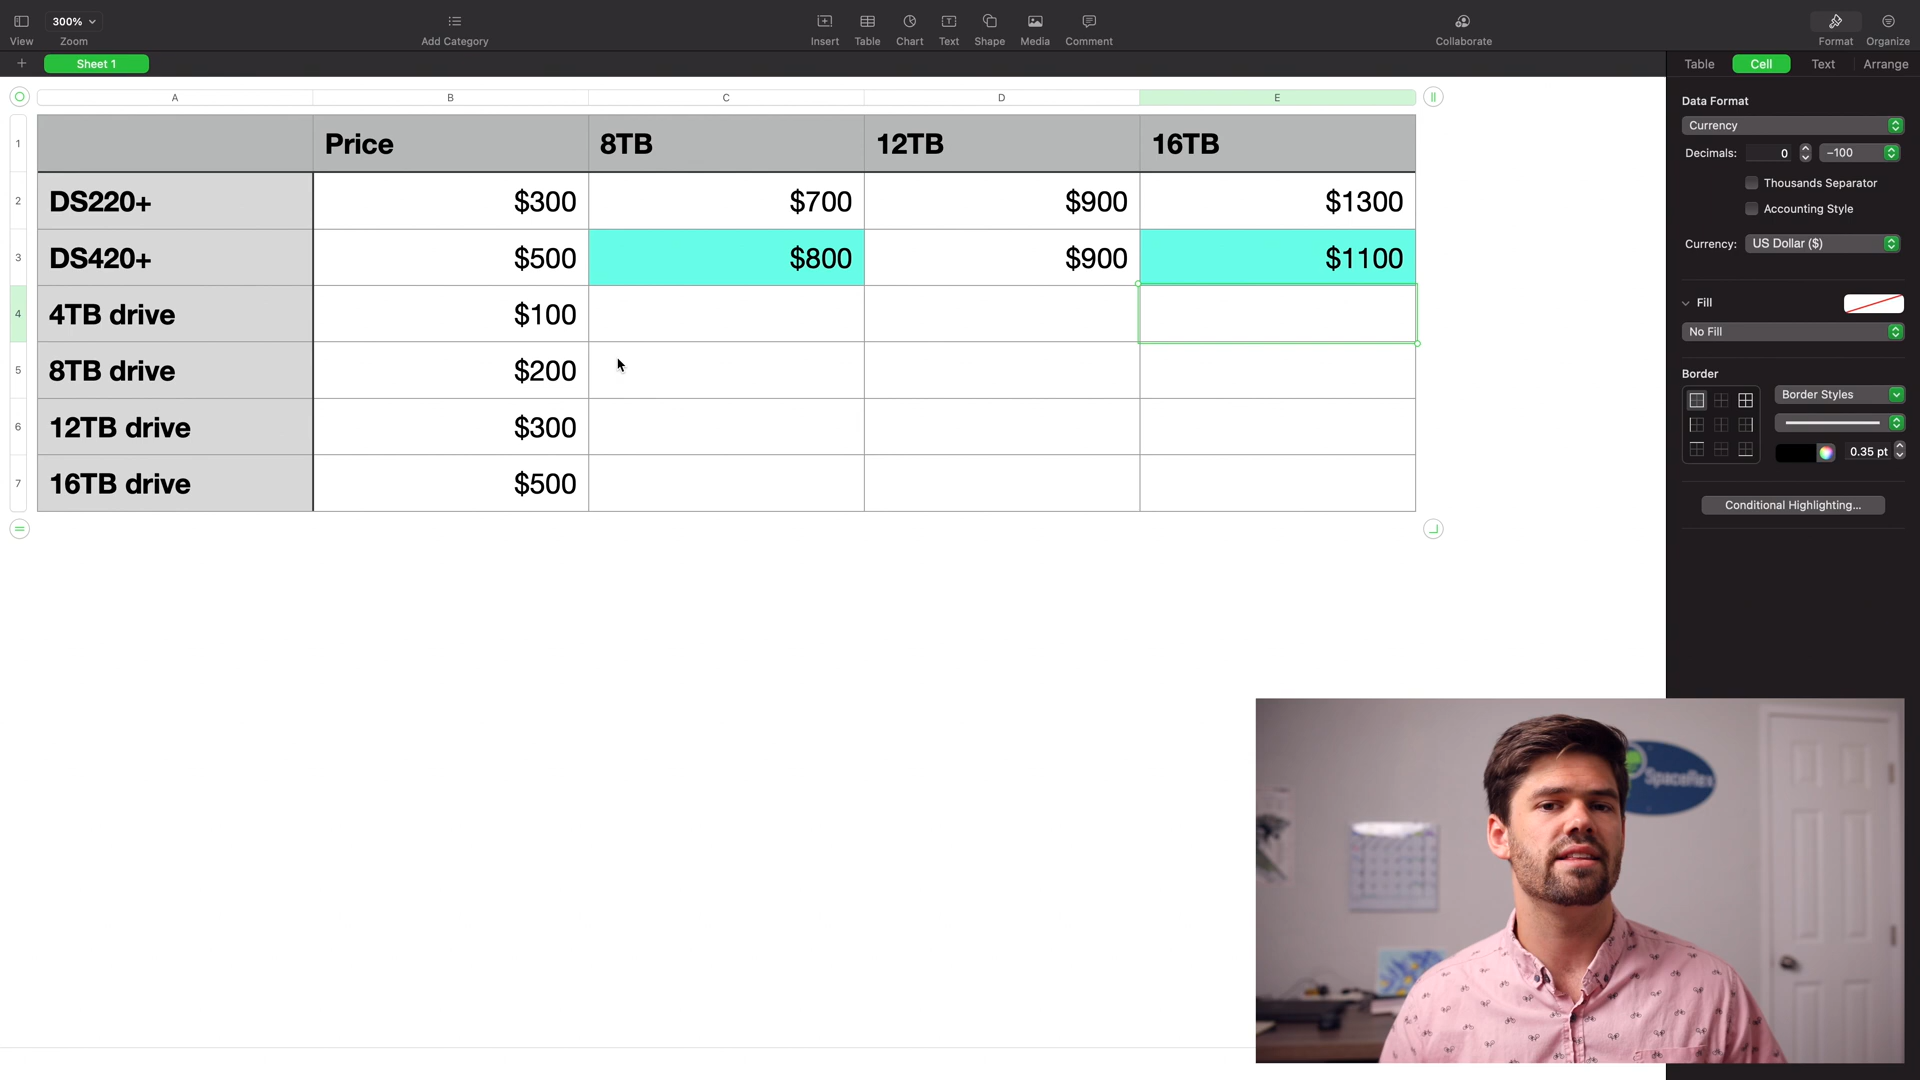 300%
View
Zoom
Add Category
Insert
Table
Chart
Text
Shape
Media
Comment
Collaborate
Format
Organize
+
Sheet 1
Table
Cell
Text
Arrange
A
B
C
D
E
1
Price
8TB
12TB
16TB
2
DS220+
$300
$700
$900
$1300
3
DS420+
$500
$800
$900
$1100
4
4TB drive
$100
5
8TB drive
$200
6
12TB drive
$300
7
16TB drive
$500
Data Format
Currency
Decimals:
0
–100
Thousands Separator
Accounting Style
Currency:
US Dollar ($)
Fill
No Fill
Border
Border Styles
0.35 pt
Conditional Highlighting...
SpaceRex